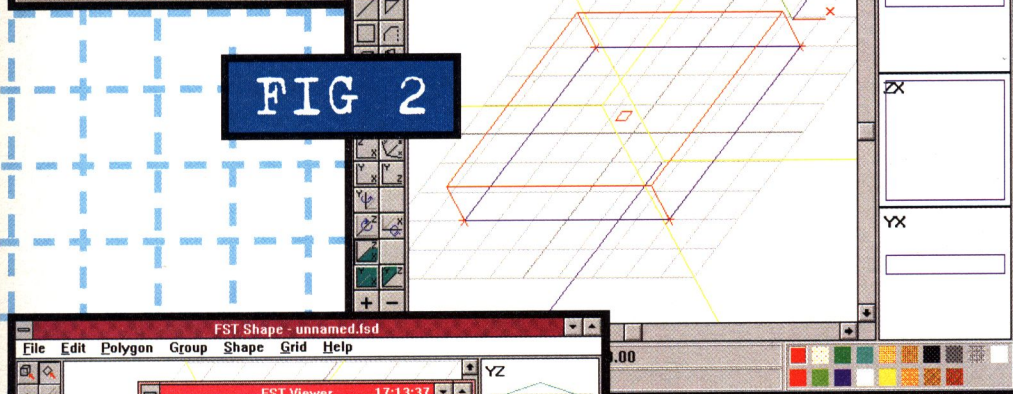 FIG 2
ZX
YX
FST Shape - unnamed.fsd
File Edit Polygon Group Shape Grid Help
.00
YZ
FST Viewer 17:13:37